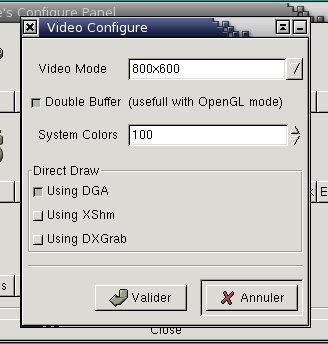 's Configure Panel
Video Configure
Video Mode 800x600
Double Buffer (usefull with OpenGL mode)
System Colors 100
Direct Draw
Using DGA
Using XShm
Using DXGrab
Valider Annuler
Close